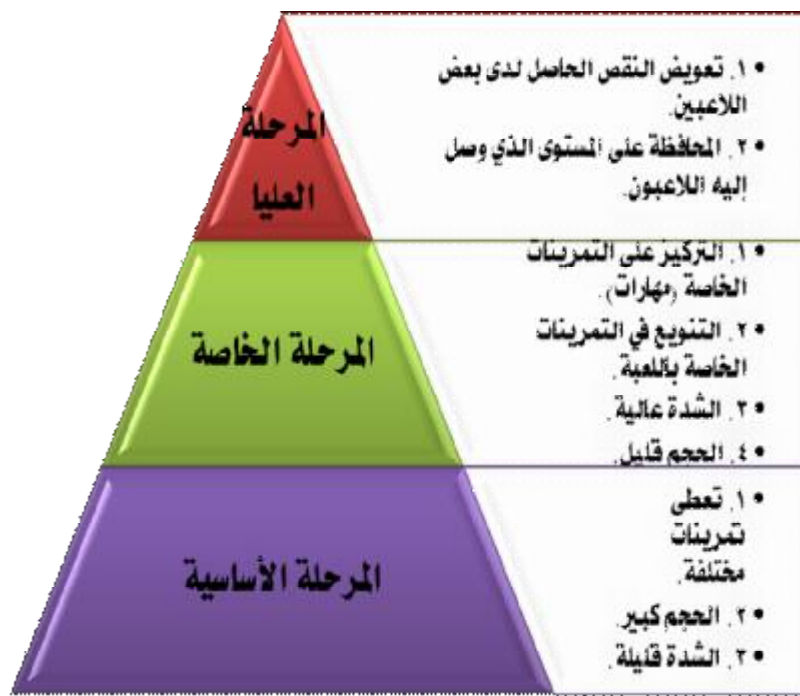 المرحلة
العليا
• ١. تعويض النقص الحاصل لدى بعض
اللاعبين.
• ٢. المحافظة على المستوى الذي وصل
إليه اللاعبون.
المرحلة الخاصة
• ١. التركيز على التمرينات
الخاصة (مهارات).
• ٢. التنويع في التمرينات
الخاصة باللعبة.
• ٣. الشدة عالية.
• ٤. الحجم قليل.
المرحلة الأساسية
• ١. تعطى
تمرينات
مختلفة.
• ٢. الحجم كبير.
• ٣. الشدة قليلة.